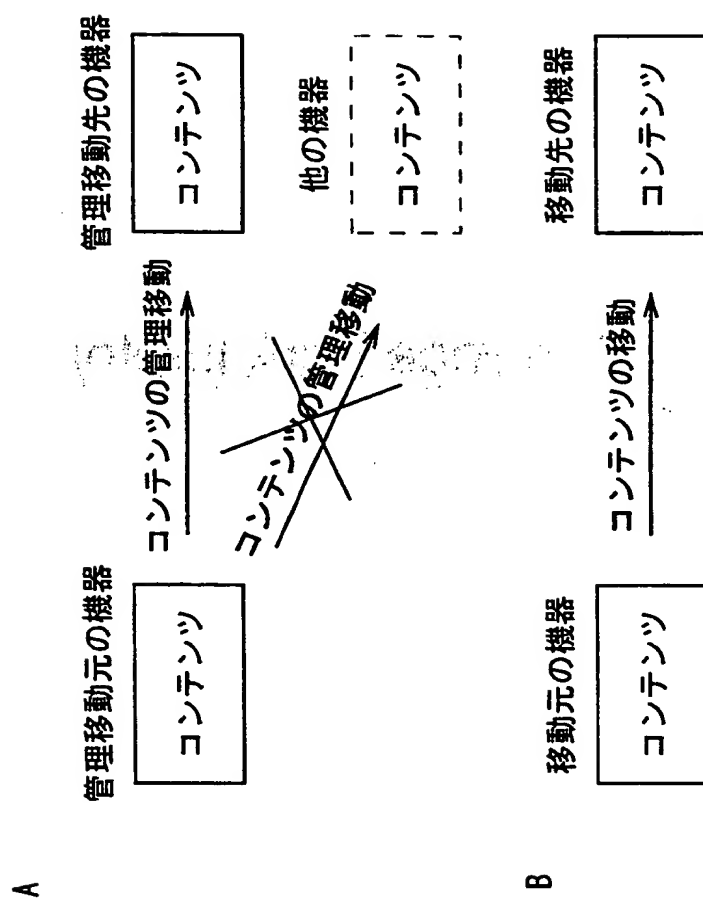 A
管理移動元の機器
コンテンツ
コンテンツの管理移動
管理移動先の機器
コンテンツ
コンテンツの管理移動
他の機器
コンテンツ
B
移動元の機器
コンテンツ
コンテンツの移動
移動先の機器
コンテンツ